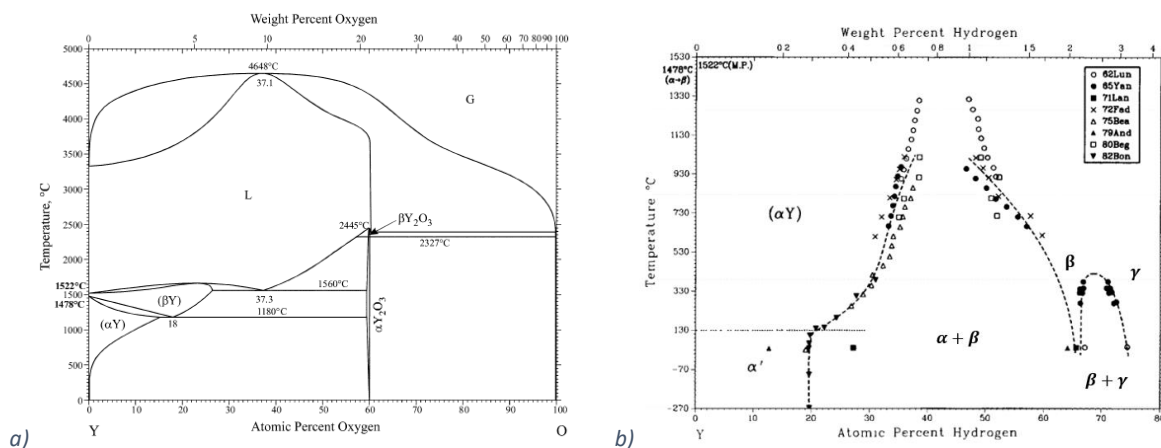 Weight Percent Oxygen
0 5 10 20 30 40 50 60 70 80 90 100
5000
4500
4000
3500
3000
2500
2000
1500
1000
500
0
Temperature, °C
4648°C
37.1
G
L
2445°C
βY₂O₃
2327°C
1522°C
1478°C
(βY)
1560°C
37.3
1180°C
(αY)
18
αY₂O₃
0 10 20 30 40 50 60 70 80 90 100
Y Atomic Percent Oxygen O
a)
Weight Percent Hydrogen
0 0.2 0.4 0.6 0.8 1 1.5 2 3
1530
1478°C
(α→β)
1522°C(M.P.)
1330
1130
930
730
530
330
130
-70
-270
Temperature °C
62Lun
65Yan
71Lan
72Fad
75Bea
79And
80Beg
82Bon
(αY)
β
γ
α + β
α′
β + γ
0 10 20 30 40 50 60 70 80
Y Atomic Percent Hydrogen
b)